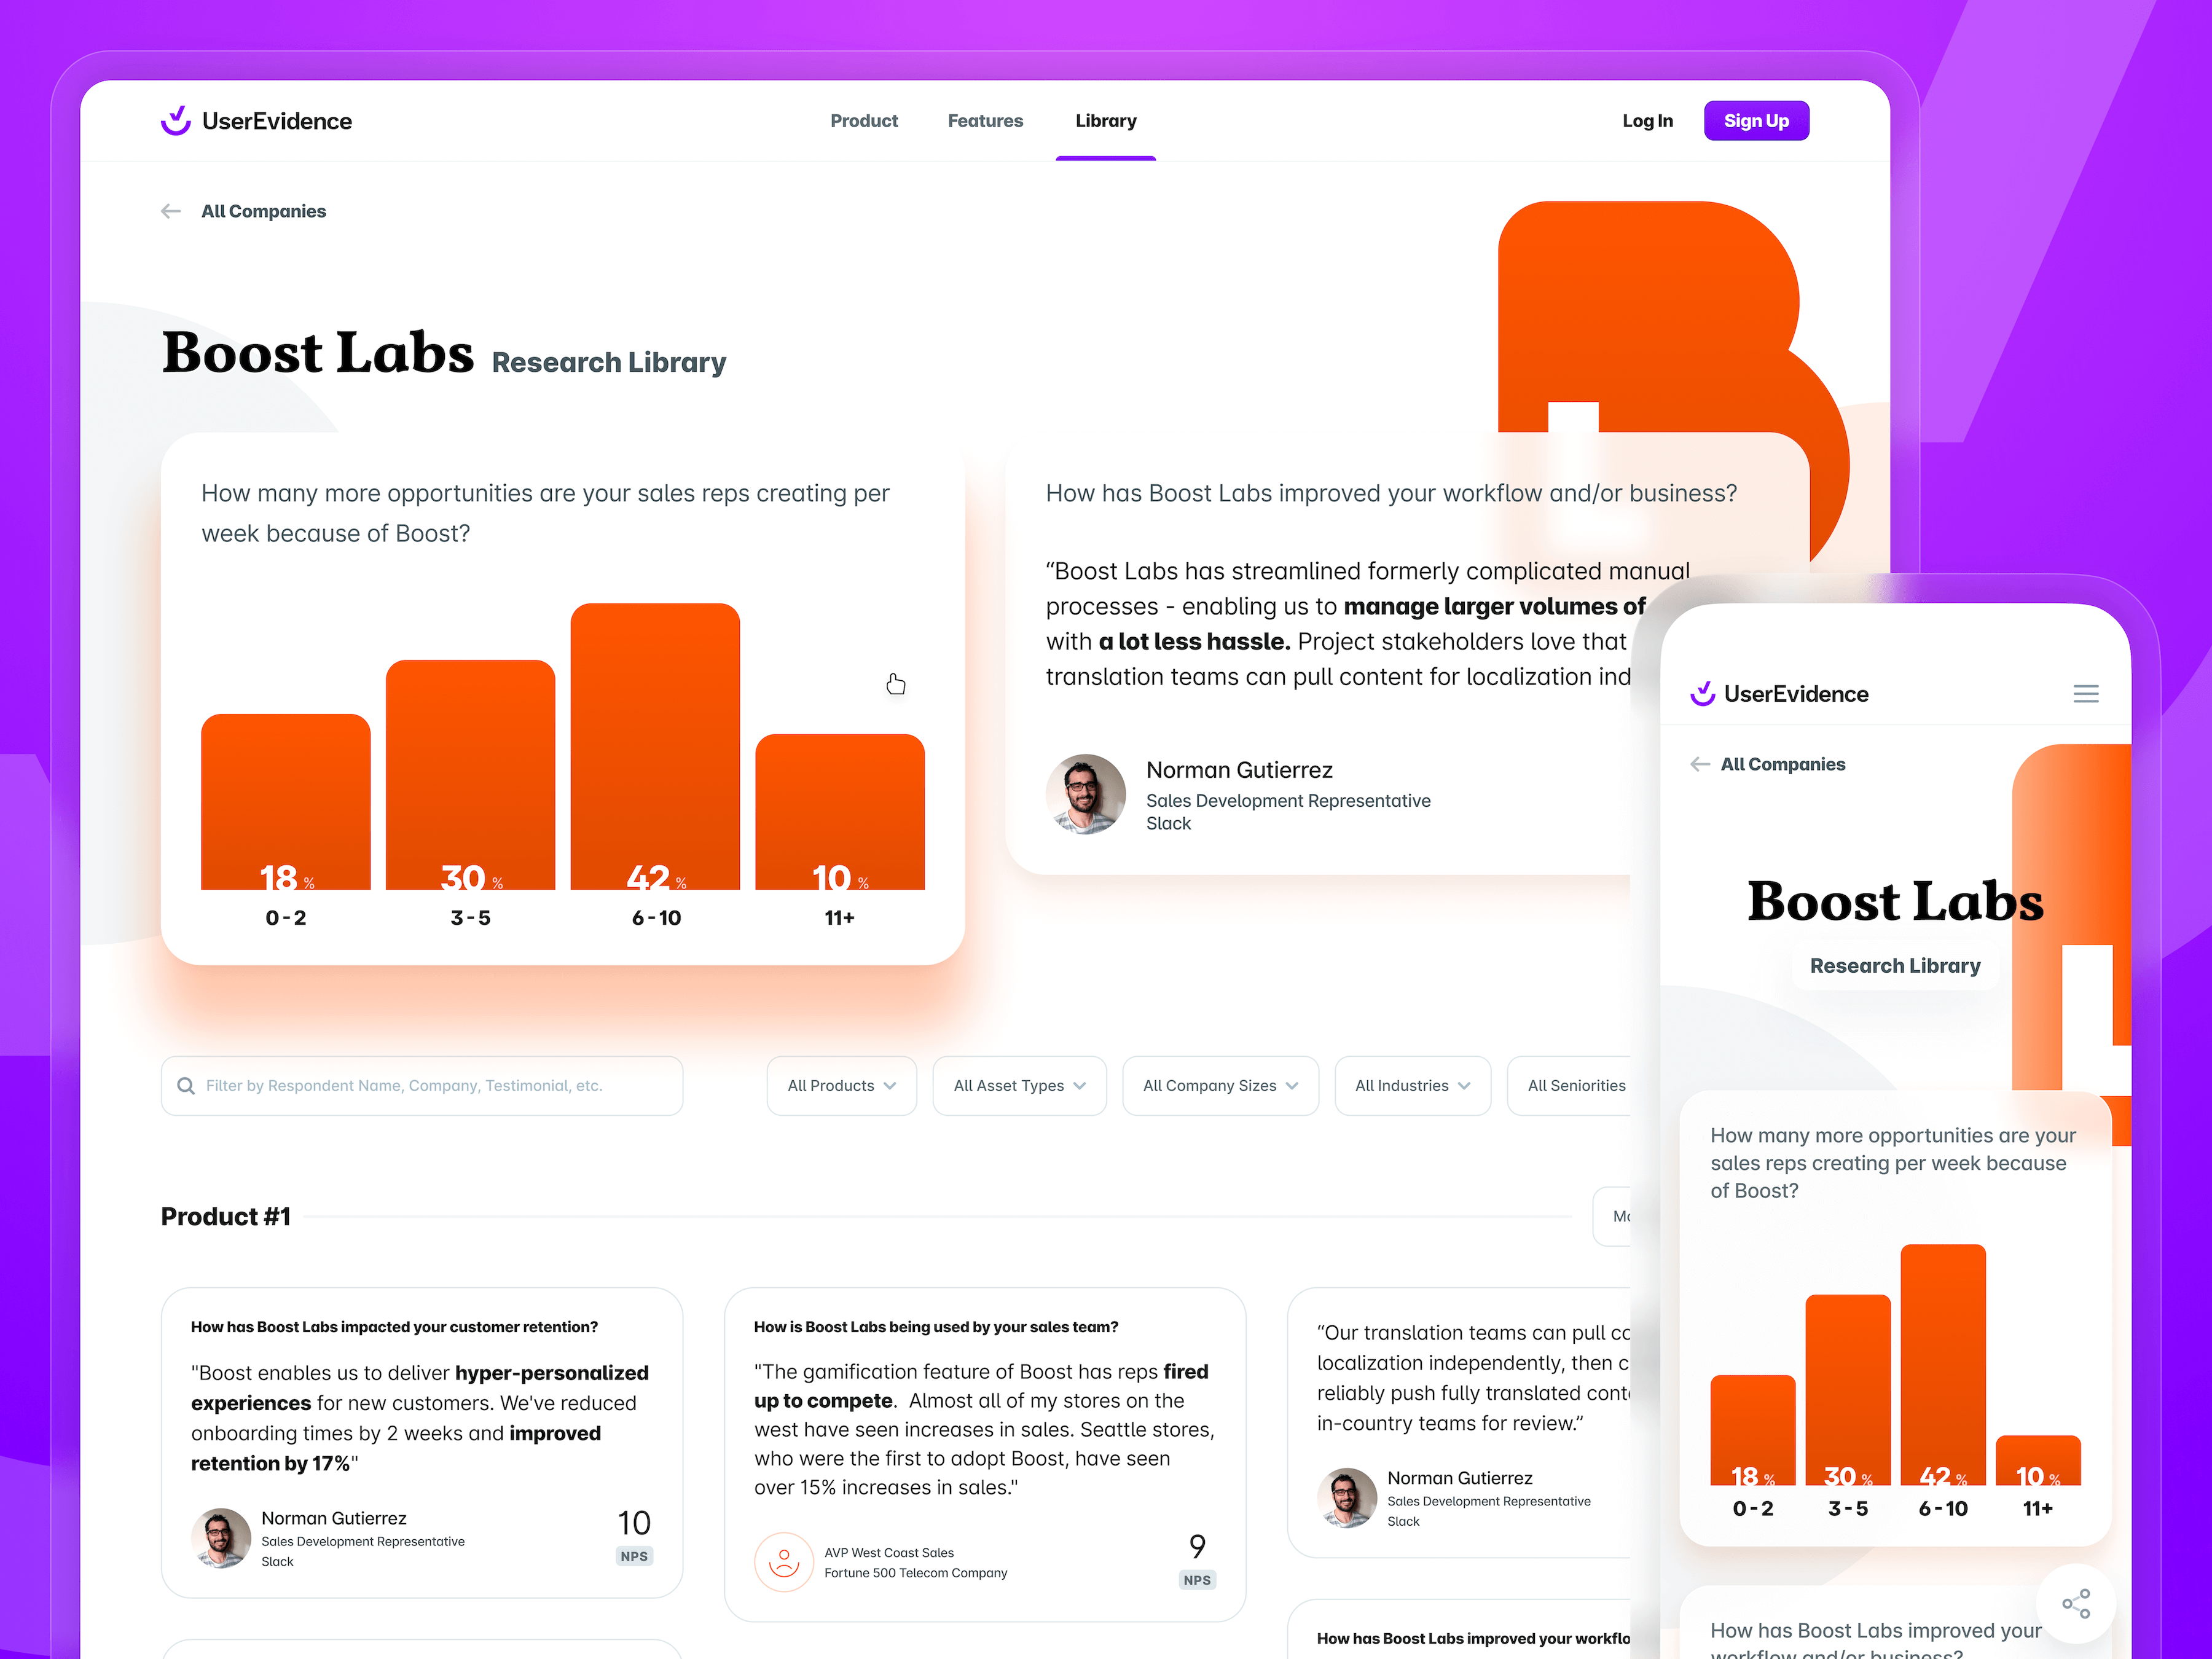 UserEvidence
Product
Features
Library
Log In
Sign Up
All Companies
Boost Labs Research Library
How many more opportunities are your sales reps creating per
week because of Boost?
18 %
30 %
42 %
10 %
0 - 2
3 - 5
6 - 10
11+
How has Boost Labs improved your workflow and/or business?
“Boost Labs has streamlined formerly complicated manual
processes - enabling us to manage larger volumes of
with a lot less hassle. Project stakeholders love that
translation teams can pull content for localization
Norman Gutierrez
Sales Development Representative
Slack
Filter by Respondent Name, Company, Testimonial, etc.
All Products
All Asset Types
All Company Sizes
All Industries
All Seniorities
Product #1
How has Boost Labs impacted your customer retention?
"Boost enables us to deliver hyper-personalized
experiences for new customers. We've reduced
onboarding times by 2 weeks and improved
retention by 17%"
Norman Gutierrez
Sales Development Representative
Slack
10
NPS
How is Boost Labs being used by your sales team?
"The gamification feature of Boost has reps fired
up to compete. Almost all of my stores on the
west have seen increases in sales. Seattle stores,
who were the first to adopt Boost, have seen
over 15% increases in sales."
AVP West Coast Sales
Fortune 500 Telecom Company
9
NPS
“Our translation teams can pull
localization independently, then
reliably push fully translated
in-country teams for review.”
Norman Gutierrez
Sales Development Representative
Slack
How has Boost Labs improved your
UserEvidence
All Companies
Boost Labs
Research Library
How many more opportunities are your
sales reps creating per week because
of Boost?
18 %
30 %
42 %
10 %
0 - 2
3 - 5
6 - 10
11+
How has Boost Labs improved your
workflow and/or business?